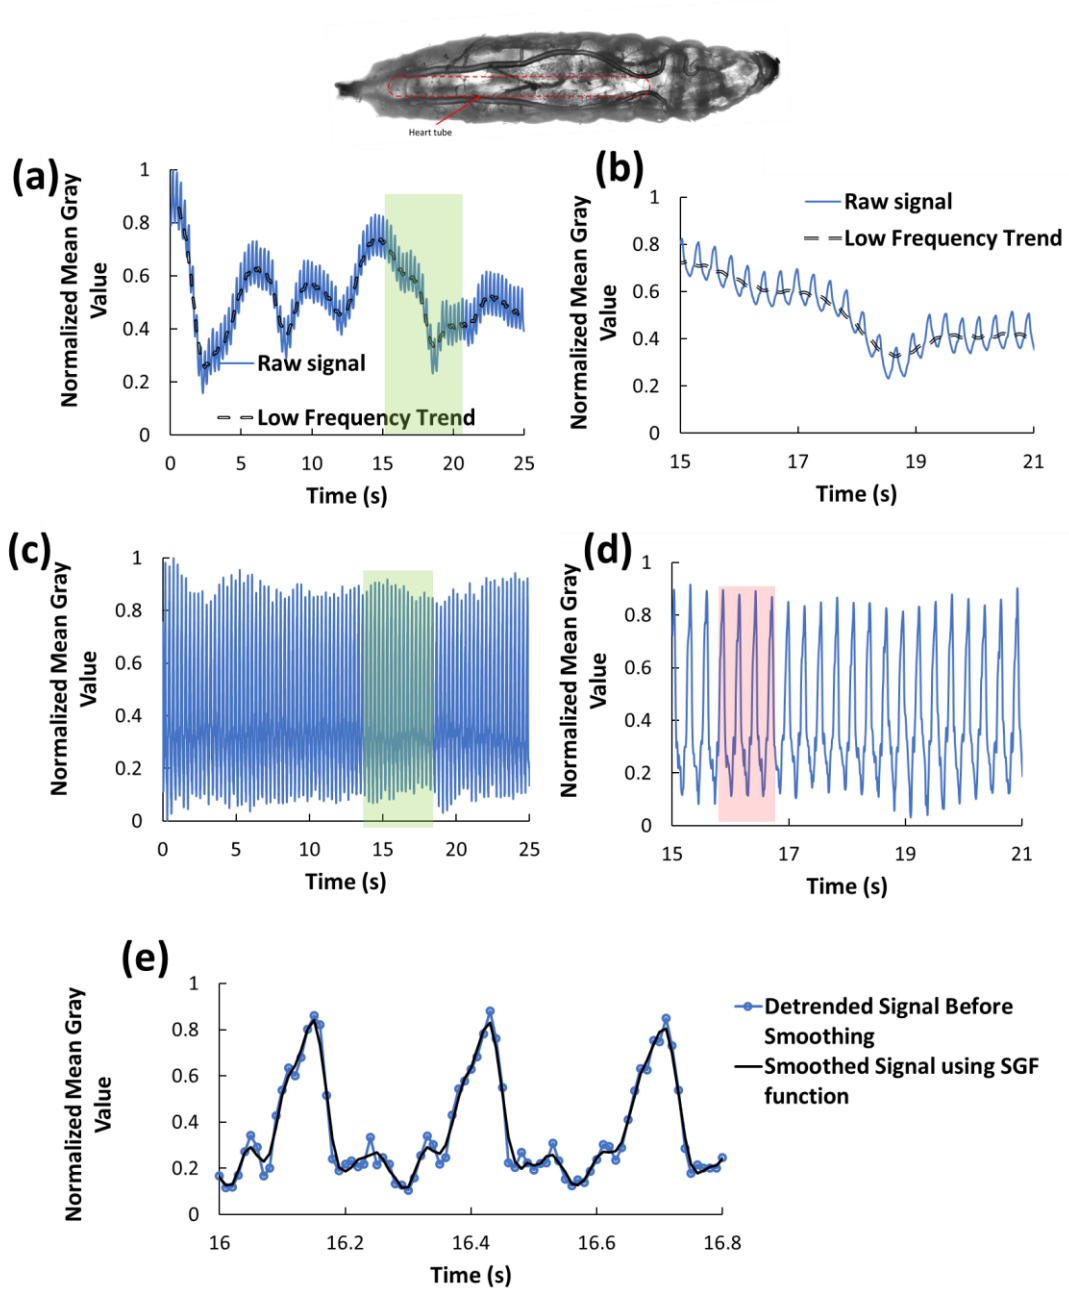 Heart tube
(a)
Normalized Mean Gray
Value
1
0.8
0.6
0.4
0.2
0
Raw signal
Low Frequency Trend
0 5 10 15 20 25
Time (s)
(b)
Normalized Mean Gray
Value
1
0.8
0.6
0.4
0.2
0
Raw signal
Low Frequency Trend
15 17 19 21
Time (s)
(c)
Normalized Mean Gray
Value
1
0.8
0.6
0.4
0.2
0
0 5 10 15 20 25
Time (s)
(d)
Normalized Mean Gray
Value
1
0.8
0.6
0.4
0.2
0
15 17 19 21
Time (s)
(e)
Normalized Mean Gray
Value
1
0.8
0.6
0.4
0.2
0
16 16.2 16.4 16.6 16.8
Time (s)
Detrended Signal Before
Smoothing
Smoothed Signal using SGF
function